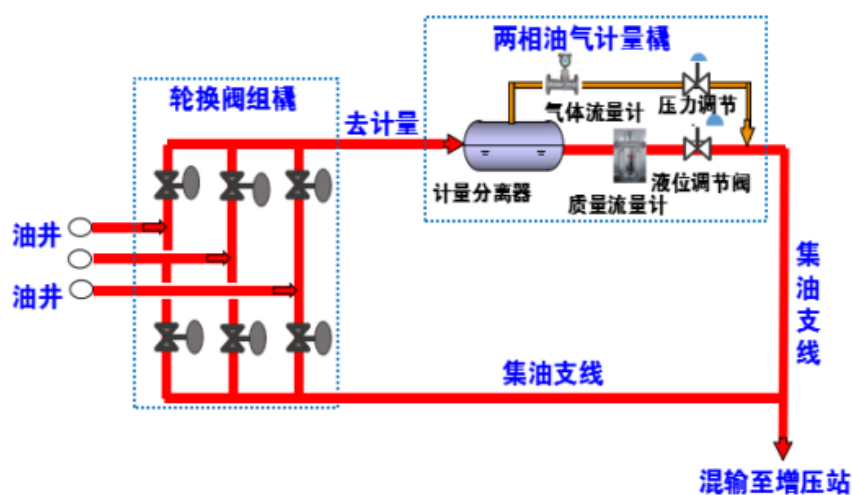 两相油气计量橇
轮换阀组橇
气体流量计
压力调节
去计量
计量分离器
质量流量计
液位调节阀
油井
油井
集油支线
集油支线
混输至增压站